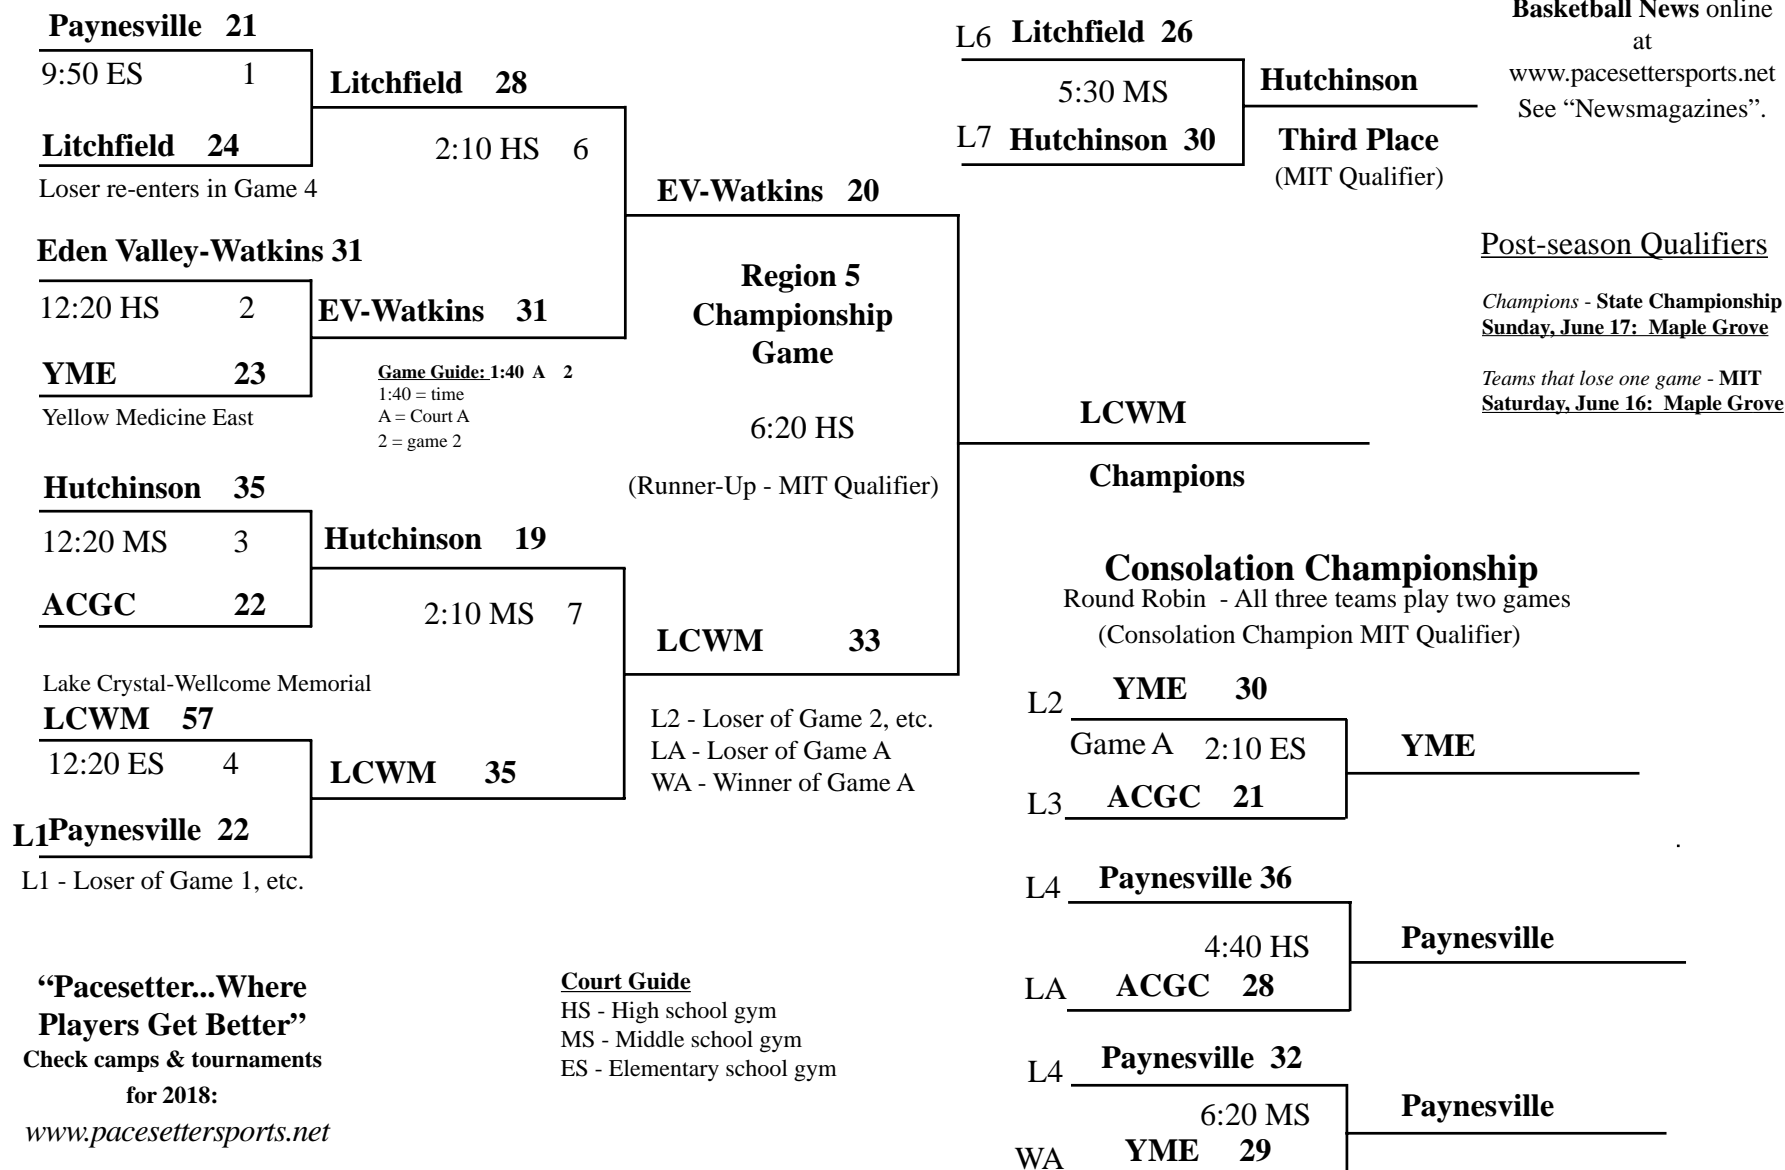 Paynesville 21
9:50 ES 1
Litchfield 24
Loser re-enters in Game 4
Litchfield 28
2:10 HS 6
Eden Valley-Watkins 31
12:20 HS 2
YME 23
Yellow Medicine East
EV-Watkins 31
Game Guide: 1:40 A 2
1:40 = time
A = Court A
2 = game 2
Hutchinson 35
12:20 MS 3
ACGC 22
Hutchinson 19
2:10 MS 7
Lake Crystal-Wellcome Memorial
LCWM 57
12:20 ES 4
L1 Paynesville 22
L1 - Loser of Game 1, etc.
LCWM 35
EV-Watkins 20
Region 5
Championship
Game
6:20 HS
(Runner-Up - MIT Qualifier)
LCWM 33
L2 - Loser of Game 2, etc.
LA - Loser of Game A
WA - Winner of Game A
LCWM
Champions
L6 Litchfield 26
5:30 MS
L7 Hutchinson 30
Hutchinson
Third Place
(MIT Qualifier)
Basketball News online
at
www.pacesettersports.net
See “Newsmagazines”.
Post-season Qualifiers
Champions - State Championship
Sunday, June 17: Maple Grove
Teams that lose one game - MIT
Saturday, June 16: Maple Grove
Consolation Championship
Round Robin - All three teams play two games
(Consolation Champion MIT Qualifier)
L2 YME 30
Game A 2:10 ES
L3 ACGC 21
YME
.
L4 Paynesville 36
4:40 HS
LA ACGC 28
Paynesville
L4 Paynesville 32
6:20 MS
WA YME 29
Paynesville
“Pacesetter...Where
Players Get Better”
Check camps & tournaments
for 2018:
www.pacesettersports.net
Court Guide
HS - High school gym
MS - Middle school gym
ES - Elementary school gym